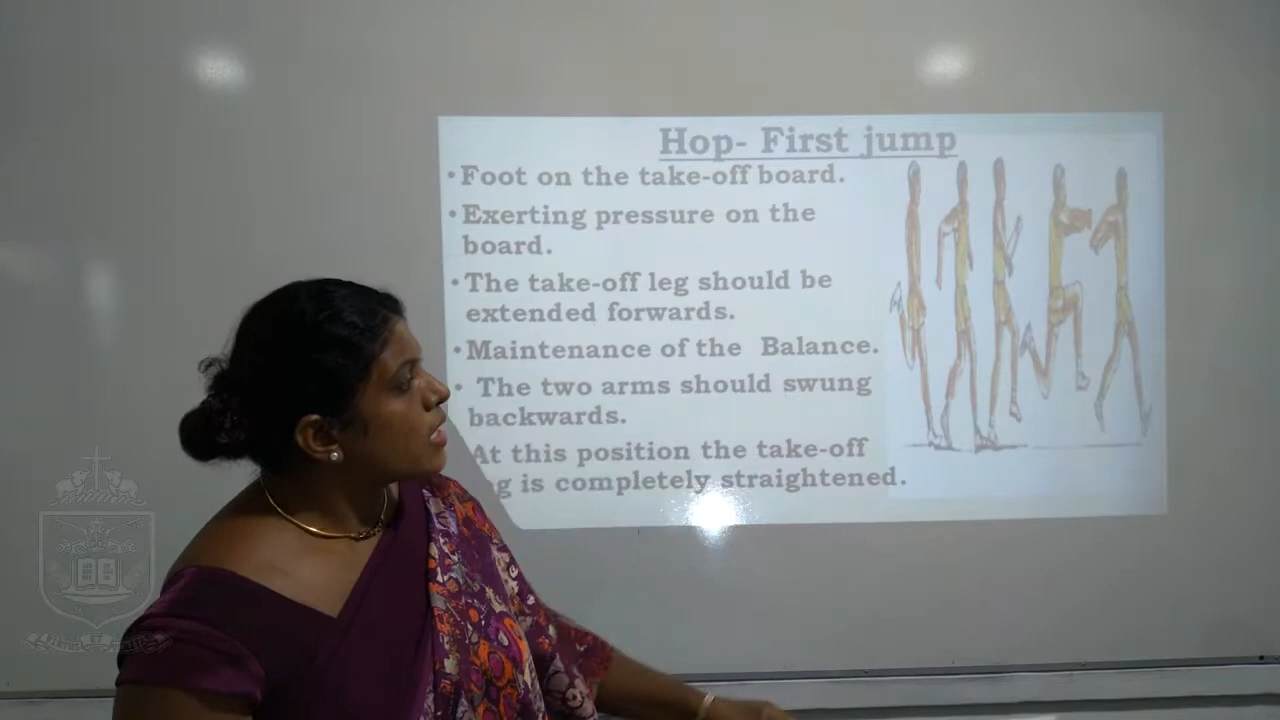 Hop- First jump
• Foot on the take-off board.
• Exerting pressure on the
board.
• The take-off leg should be
extended forwards.
• Maintenance of the Balance.
• The two arms should swung
backwards.
At this position the take-off
is completely straightened.